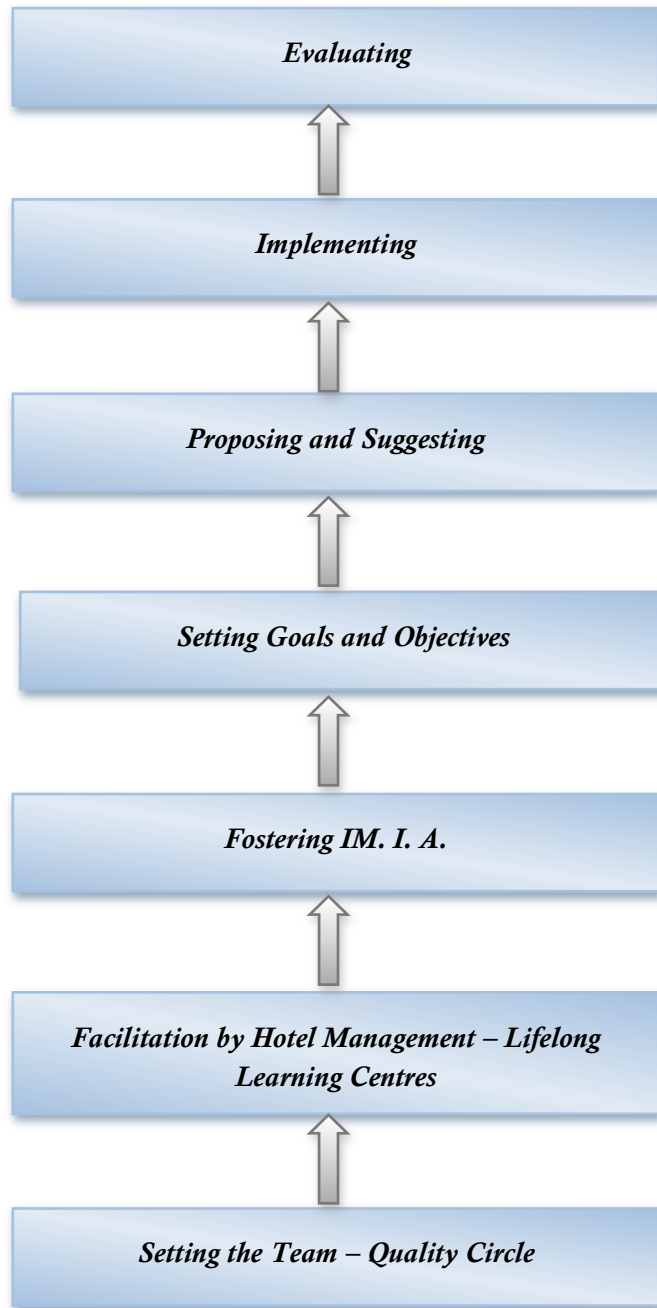 Evaluating
Implementing
Proposing and Suggesting
Setting Goals and Objectives
Fostering IM. I. A.
Facilitation by Hotel Management – Lifelong
Learning Centres
Setting the Team – Quality Circle